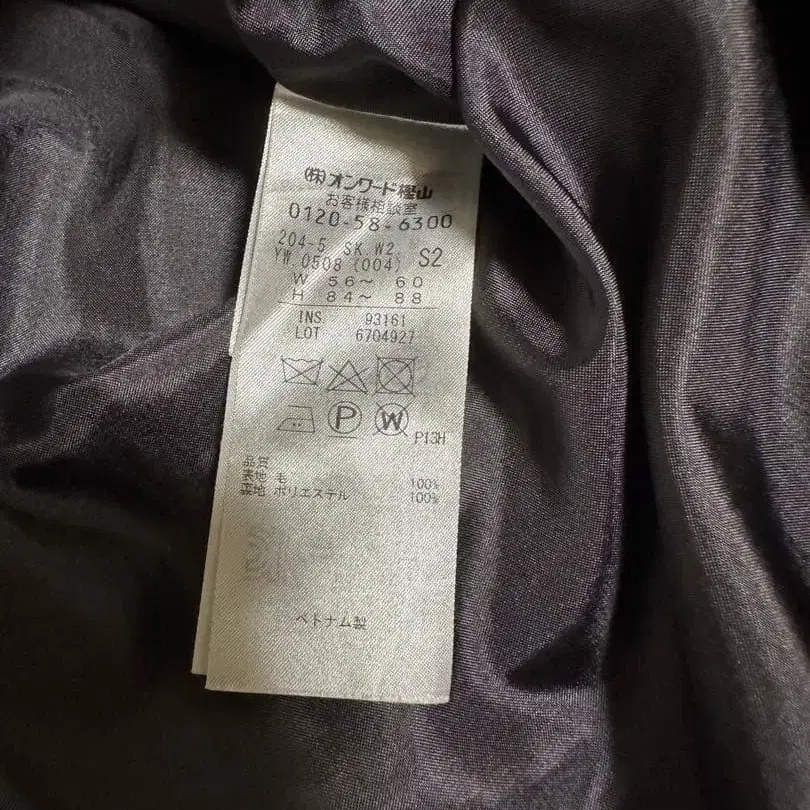 (株)オンワード樫山
お客様相談室
0120-58-6300
204-5 SK.W2
YW 0508 (004) S2
W 56～ 60
H 84～ 88
INS 93161
LOT 6704927
P W P13H
品質
表地 毛 100%
裏地 ポリエステル 100%
ベトナム製